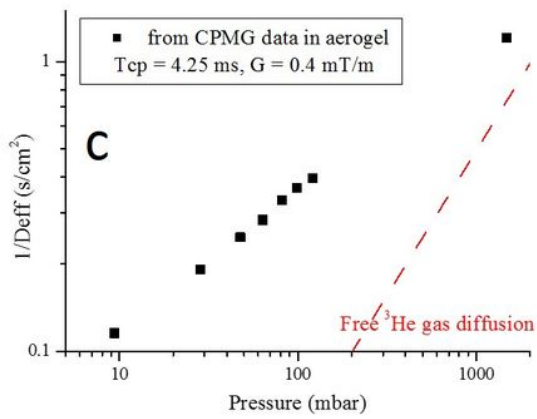 ■ from CPMG data in aerogel
Tcp = 4.25 ms, G = 0.4 mT/m
1
C
1/Deff (s/cm²)
Free ³He gas diffusion
0.1
10 100 1000
Pressure (mbar)